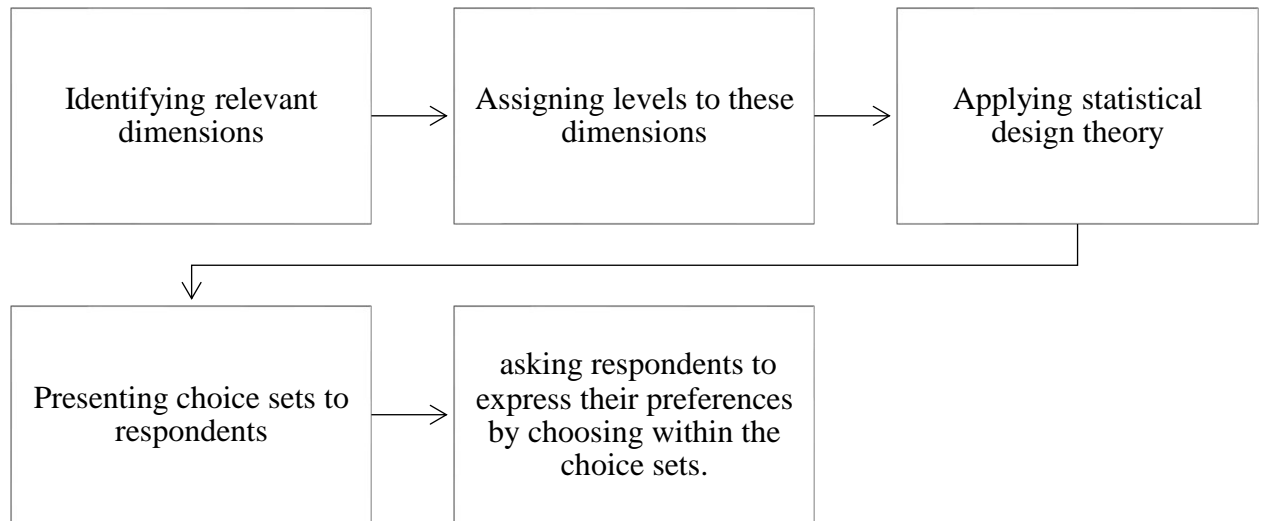 Identifying relevant
dimensions
Assigning levels to these
dimensions
Applying statistical
design theory
Presenting choice sets to
respondents
asking respondents to
express their preferences
by choosing within the
choice sets.